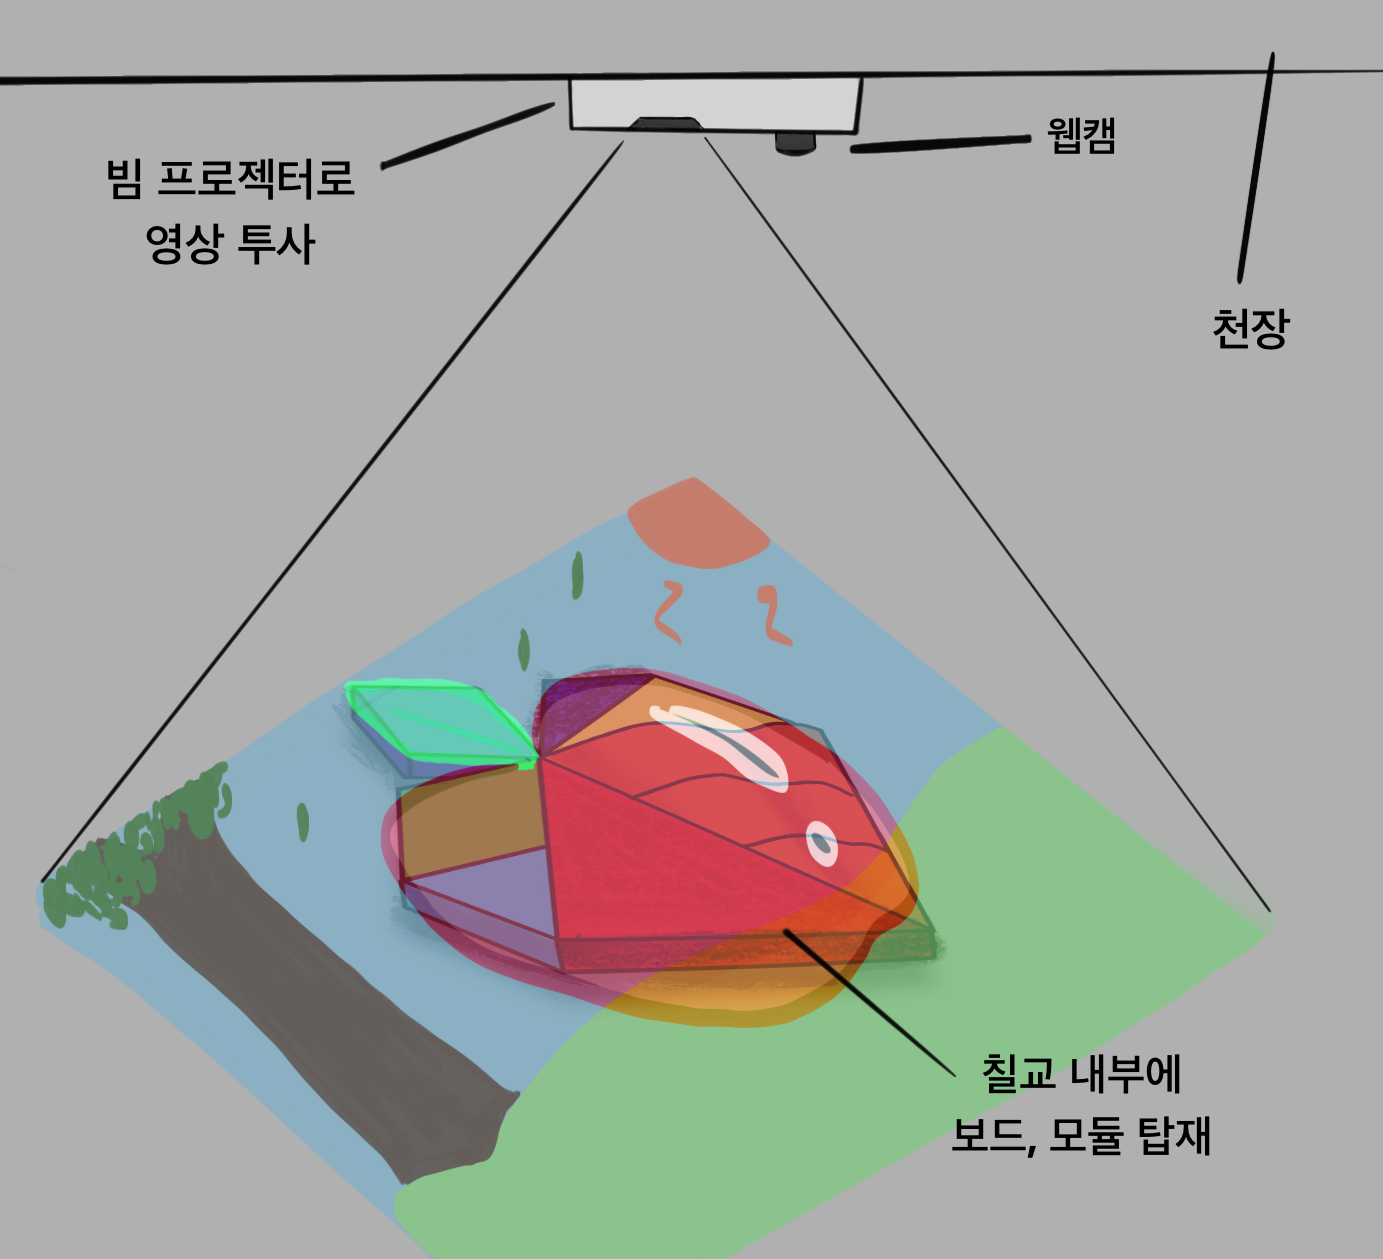 빔 프로젝터로
영상 투사
웹캠
천장
칠교 내부에
보드, 모듈 탑재